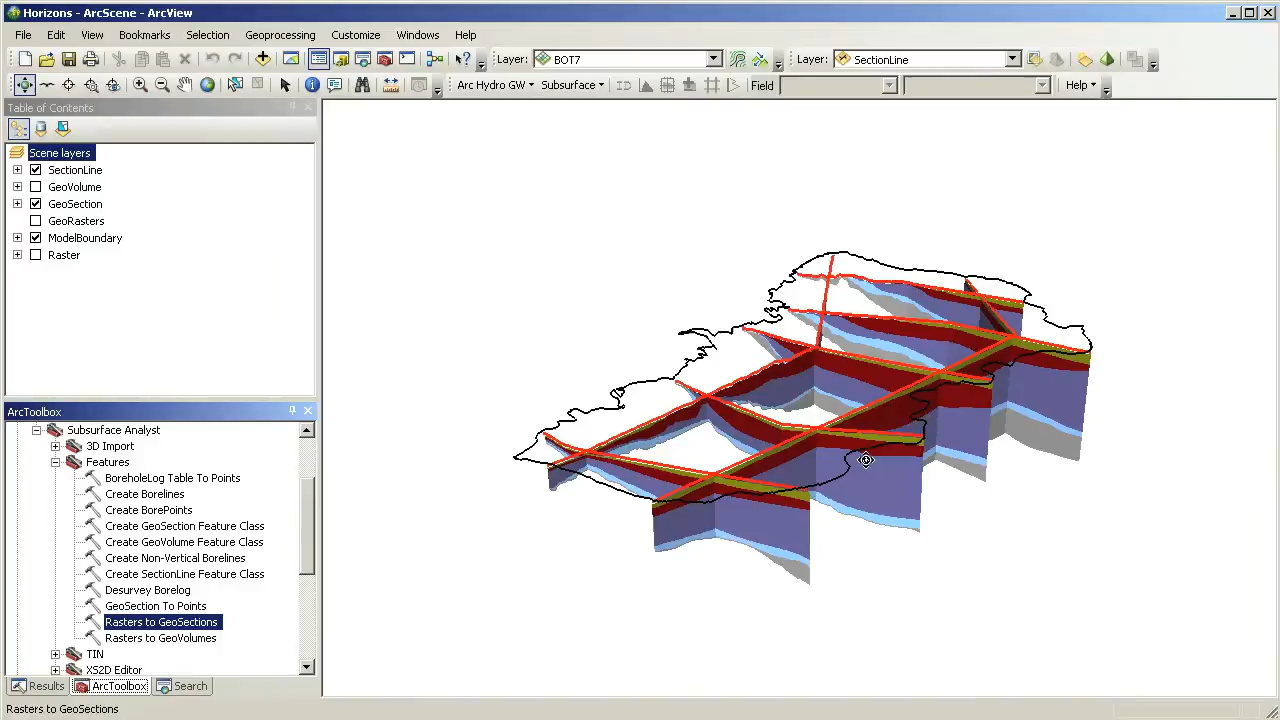 Horizons - ArcScene - ArcView
File Edit View Bookmarks Selection Geoprocessing Customize Windows Help
Layer: BOT7 Layer: SectionLine
Arc Hydro GW Subsurface ID Field Help
Table of Contents
Scene layers
SectionLine
GeoVolume
GeoSection
GeoRasters
ModelBoundary
Raster
ArcToolbox
Subsurface Analyst
3D Import
Features
BoreholeLog Table To Points
Create Borelines
Create BorePoints
Create GeoSection Feature Class
Create GeoVolume Feature Class
Create Non-Vertical Borelines
Create SectionLine Feature Class
Desurvey Borelog
GeoSection To Points
Rasters to GeoSections
Rasters to GeoVolumes
TIN
XS2D Editor
Results ArcToolbox Search
Rasters to GeoSections